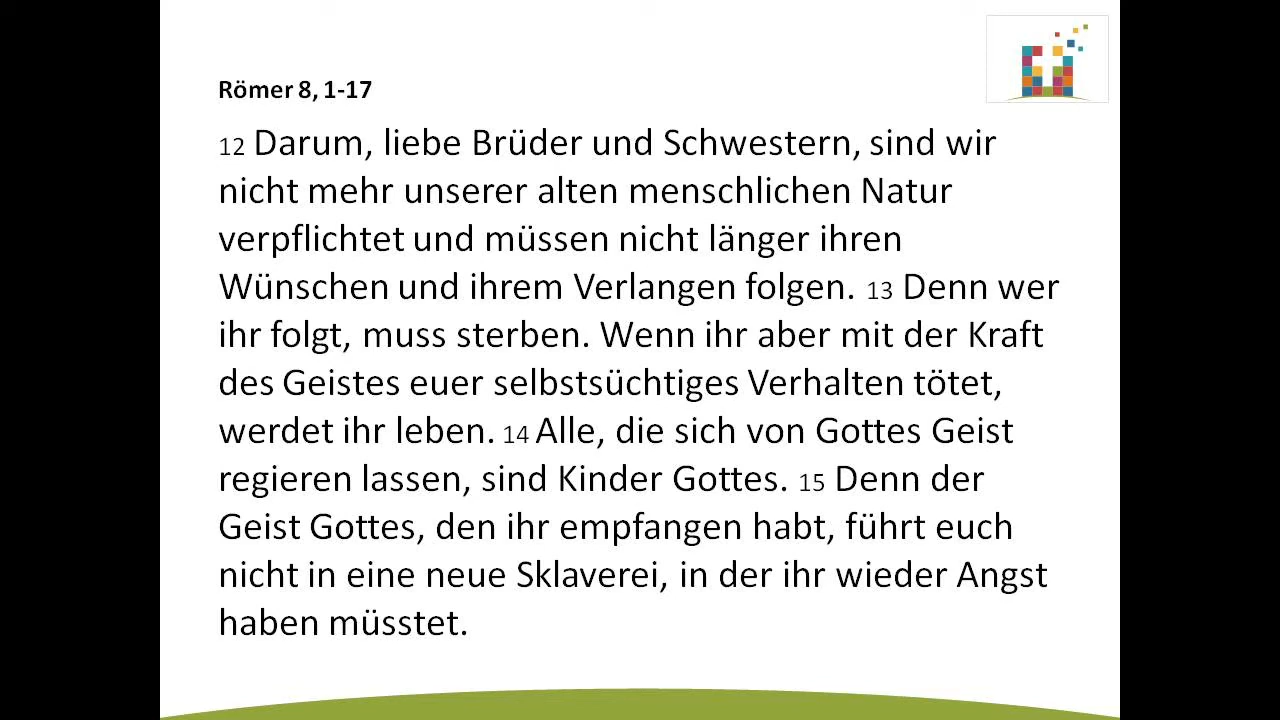 Römer 8, 1-17
12 Darum, liebe Brüder und Schwestern, sind wir
nicht mehr unserer alten menschlichen Natur
verpflichtet und müssen nicht länger ihren
Wünschen und ihrem Verlangen folgen. 13 Denn wer
ihr folgt, muss sterben. Wenn ihr aber mit der Kraft
des Geistes euer selbstsüchtiges Verhalten tötet,
werdet ihr leben. 14 Alle, die sich von Gottes Geist
regieren lassen, sind Kinder Gottes. 15 Denn der
Geist Gottes, den ihr empfangen habt, führt euch
nicht in eine neue Sklaverei, in der ihr wieder Angst
haben müsstet.